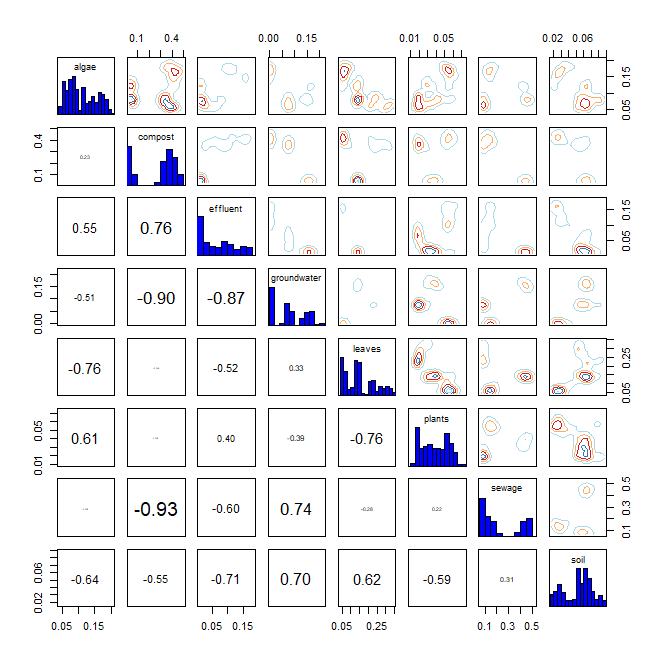 0.1 0.4 0.00 0.15 0.01 0.05 0.02 0.06
algae
0.05 0.15
0.1 0.4
0.23
compost
0.55 0.76
effluent
0.05 0.15
0.00 0.15
-0.51 -0.90 -0.87
groundwater
-0.76 -0.52 0.33
leaves
0.05 0.25
0.01 0.05
0.61 0.40 -0.39 -0.76
plants
-0.93 -0.60 0.74 -0.28 0.22
sewage
0.1 0.3 0.5
0.02 0.06
-0.64 -0.55 -0.71 0.70 0.62 -0.59 0.31
soil
0.05 0.15 0.05 0.15 0.05 0.25 0.1 0.3 0.5